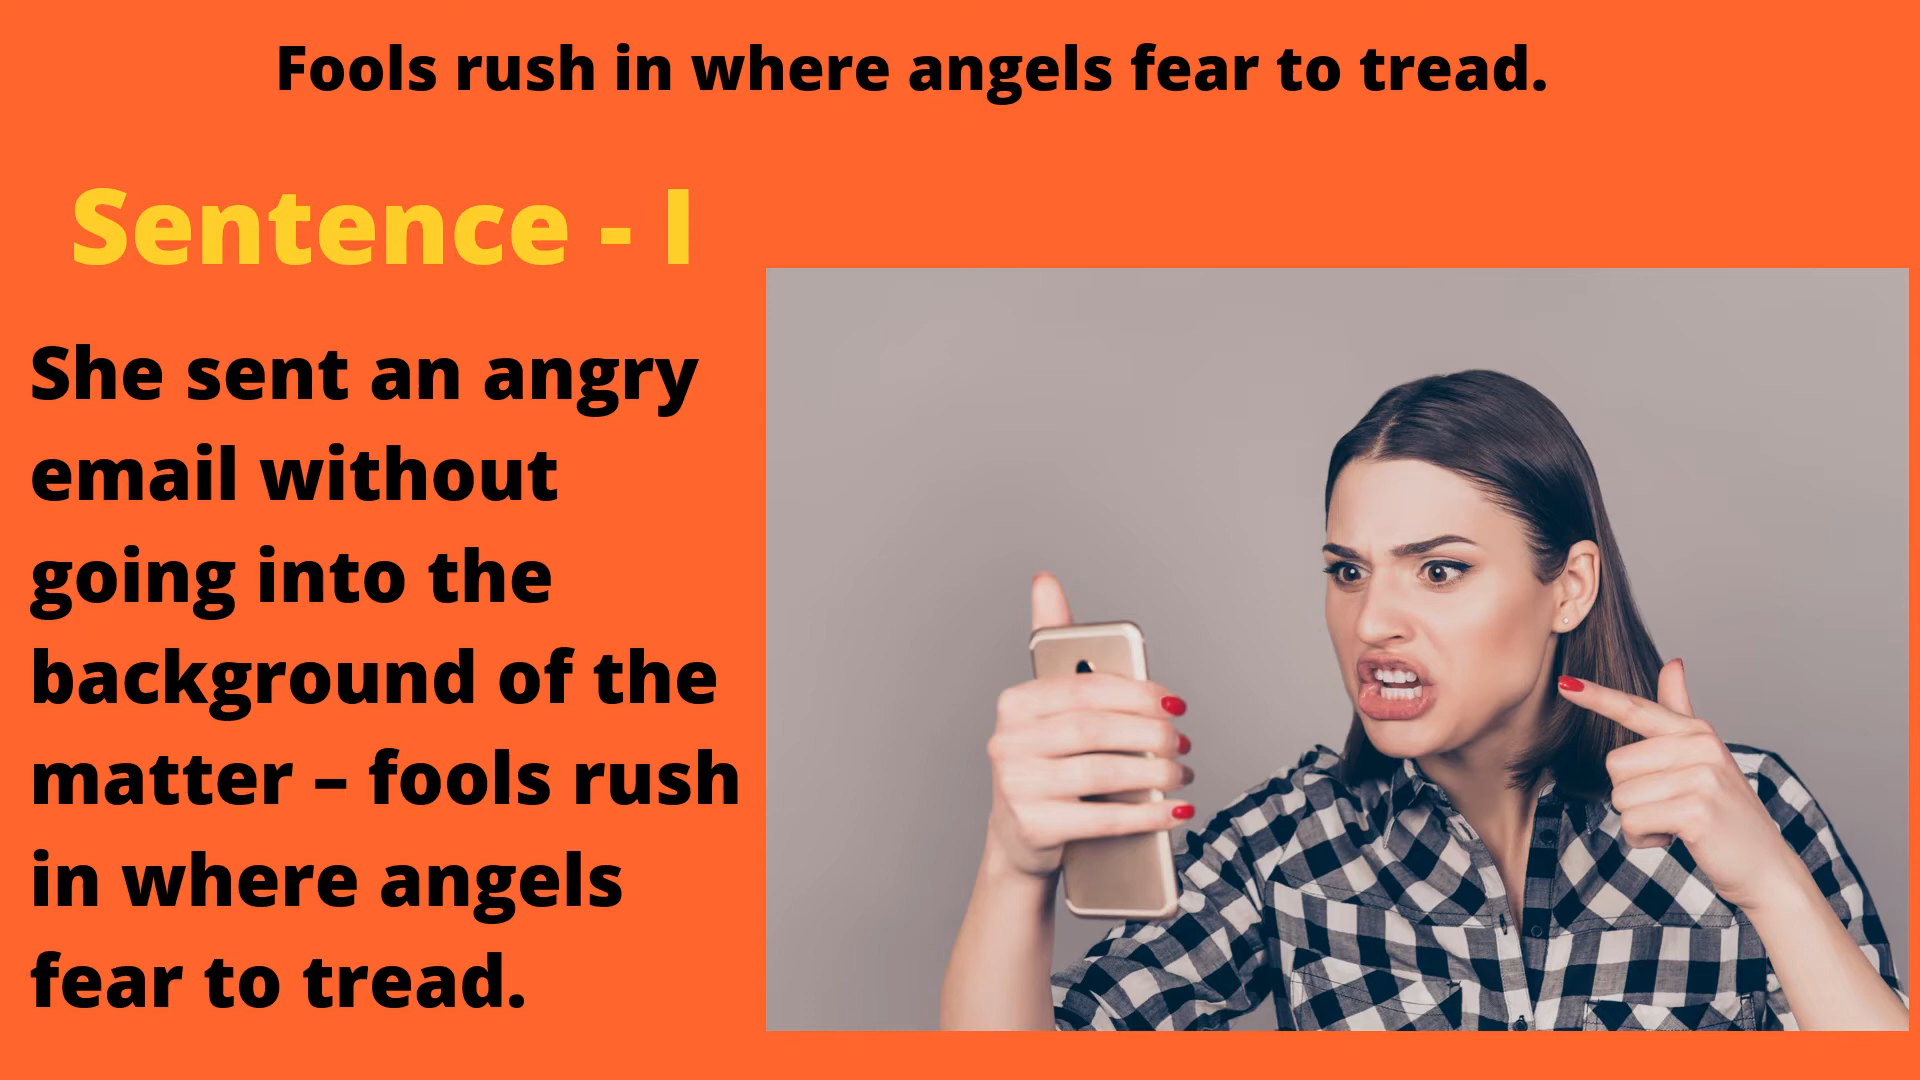 Fools rush in where angels fear to tread.
Sentence - I
She sent an angry
email without
going into the
background of the
matter – fools rush
in where angels
fear to tread.